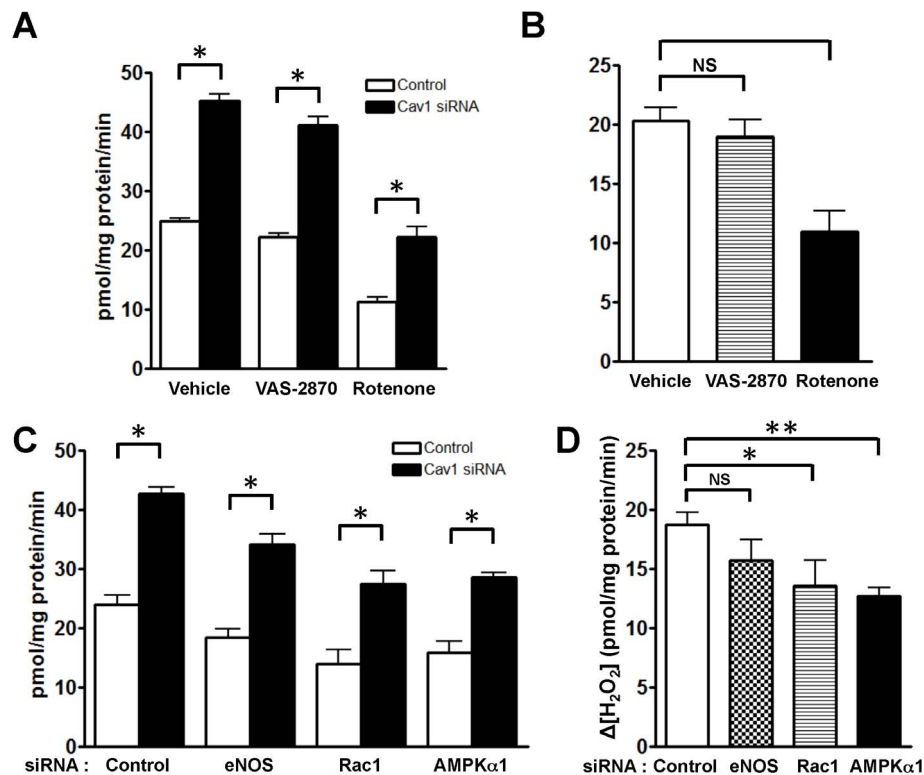 A
pmol/mg protein/min
50
40
30
20
10
0
*
*
*
Control
Cav1 siRNA
Vehicle
VAS-2870
Rotenone
B
25
20
15
10
5
0
NS
Vehicle
VAS-2870
Rotenone
C
pmol/mg protein/min
50
40
30
20
10
0
*
*
*
*
Control
Cav1 siRNA
siRNA : Control eNOS Rac1 AMPKα1
D
Δ[H₂O₂] (pmol/mg protein/min)
25
20
15
10
5
0
**
*
NS
siRNA : Control eNOS Rac1 AMPKα1